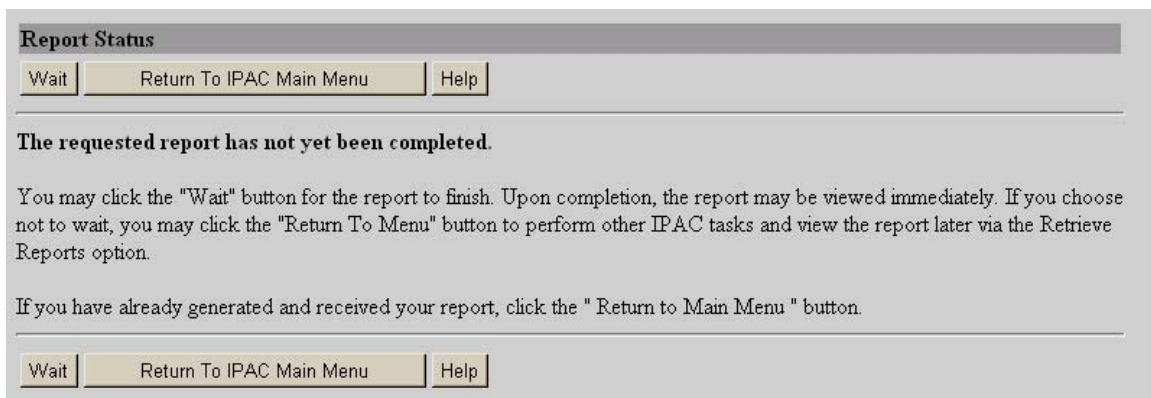 Report Status
Wait Return To IPAC Main Menu Help
The requested report has not yet been completed.
You may click the "Wait" button for the report to finish. Upon completion, the report may be viewed immediately. If you choose
not to wait, you may click the "Return To Menu" button to perform other IPAC tasks and view the report later via the Retrieve
Reports option.
If you have already generated and received your report, click the " Return to Main Menu " button.
Wait Return To IPAC Main Menu Help